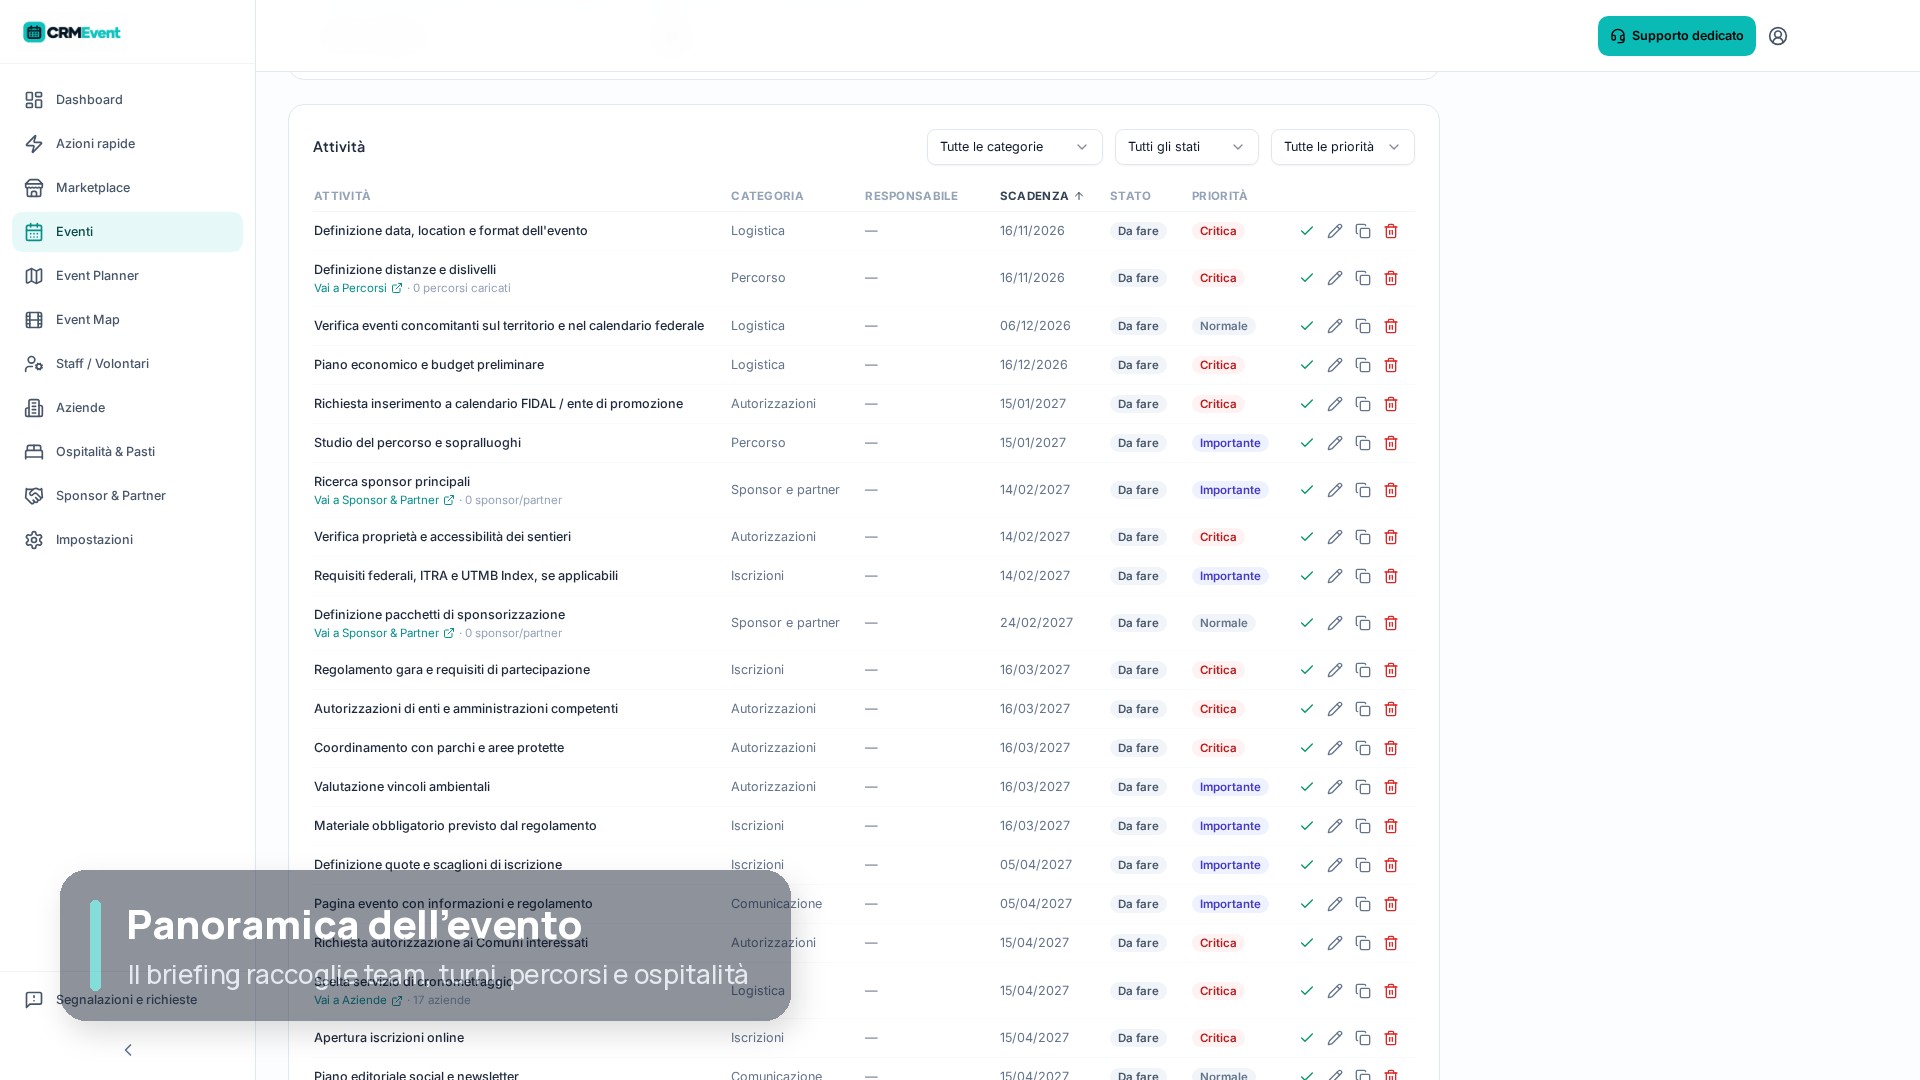 CRMEvent
Supporto dedicato
Dashboard
Azioni rapide
Marketplace
Eventi
Event Planner
Event Map
Staff / Volontari
Aziende
Ospitalità & Pasti
Sponsor & Partner
Impostazioni
Segnalazioni e richieste
Attività
Tutte le categorie
Tutti gli stati
Tutte le priorità
ATTIVITÀ CATEGORIA RESPONSABILE SCADENZA ↑ STATO PRIORITÀ
Definizione data, location e format dell'evento Logistica — 16/11/2026 Da fare Critica
Definizione distanze e dislivelli Percorso — 16/11/2026 Da fare Critica
Vai a Percorsi · 0 percorsi caricati
Verifica eventi concomitanti sul territorio e nel calendario federale Logistica — 06/12/2026 Da fare Normale
Piano economico e budget preliminare Logistica — 16/12/2026 Da fare Critica
Richiesta inserimento a calendario FIDAL / ente di promozione Autorizzazioni — 15/01/2027 Da fare Critica
Studio del percorso e sopralluoghi Percorso — 15/01/2027 Da fare Importante
Ricerca sponsor principali Sponsor e partner — 14/02/2027 Da fare Importante
Vai a Sponsor & Partner · 0 sponsor/partner
Verifica proprietà e accessibilità dei sentieri Autorizzazioni — 14/02/2027 Da fare Critica
Requisiti federali, ITRA e UTMB Index, se applicabili Iscrizioni — 14/02/2027 Da fare Importante
Definizione pacchetti di sponsorizzazione Sponsor e partner — 24/02/2027 Da fare Normale
Vai a Sponsor & Partner · 0 sponsor/partner
Regolamento gara e requisiti di partecipazione Iscrizioni — 16/03/2027 Da fare Critica
Autorizzazioni di enti e amministrazioni competenti Autorizzazioni — 16/03/2027 Da fare Critica
Coordinamento con parchi e aree protette Autorizzazioni — 16/03/2027 Da fare Critica
Valutazione vincoli ambientali Autorizzazioni — 16/03/2027 Da fare Importante
Materiale obbligatorio previsto dal regolamento Iscrizioni — 16/03/2027 Da fare Importante
Definizione quote e scaglioni di iscrizione Iscrizioni — 05/04/2027 Da fare Importante
Pagina evento con informazioni e regolamento Comunicazione — 05/04/2027 Da fare Importante
Richiesta autorizzazione ai Comuni interessati Autorizzazioni — 15/04/2027 Da fare Critica
Scelta servizio di cronometraggio Logistica — 15/04/2027 Da fare Critica
Vai a Aziende · 17 aziende
Apertura iscrizioni online Iscrizioni — 15/04/2027 Da fare Critica
Piano editoriale social e newsletter Comunicazione — 15/04/2027 Da fare Normale
Panoramica dell'evento
Il briefing raccoglie team, turni, percorsi e ospitalità